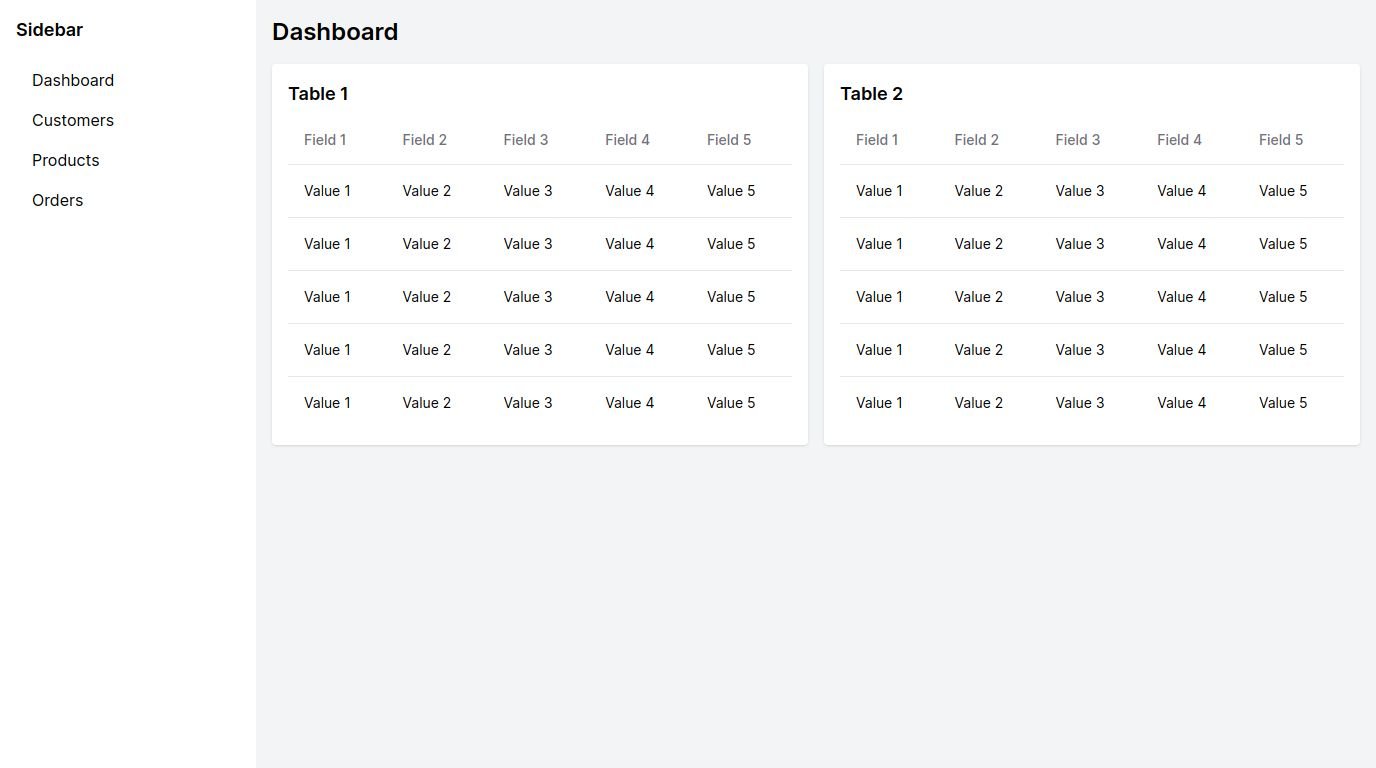 Sidebar
Dashboard
Customers
Products
Orders
Dashboard
Table 1
Field 1 Field 2 Field 3 Field 4 Field 5
Value 1 Value 2 Value 3 Value 4 Value 5
Value 1 Value 2 Value 3 Value 4 Value 5
Value 1 Value 2 Value 3 Value 4 Value 5
Value 1 Value 2 Value 3 Value 4 Value 5
Value 1 Value 2 Value 3 Value 4 Value 5
Table 2
Field 1 Field 2 Field 3 Field 4 Field 5
Value 1 Value 2 Value 3 Value 4 Value 5
Value 1 Value 2 Value 3 Value 4 Value 5
Value 1 Value 2 Value 3 Value 4 Value 5
Value 1 Value 2 Value 3 Value 4 Value 5
Value 1 Value 2 Value 3 Value 4 Value 5